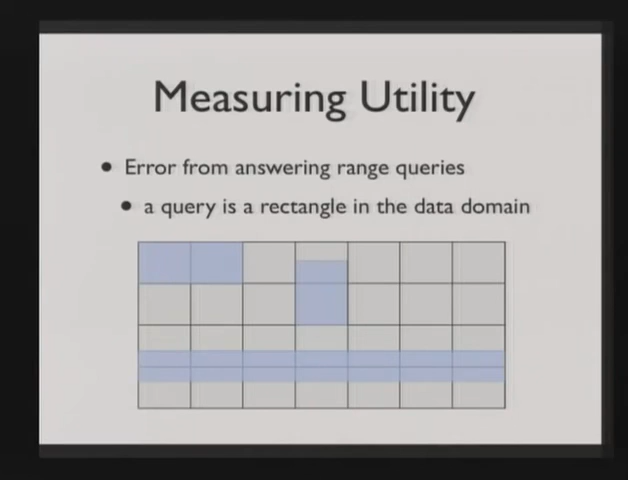 Measuring Utility
Error from answering range queries
a query is a rectangle in the data domain